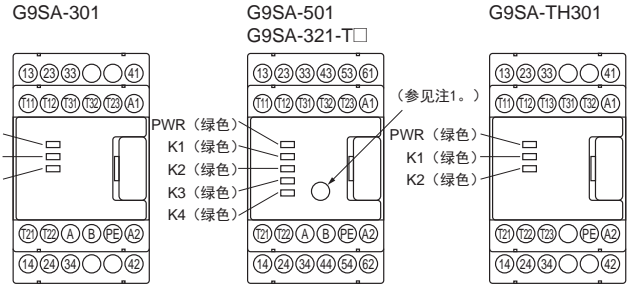 G9SA-301
13 23 33 41
T11 T12 T31 T32 T23 A1
T21 T22 A B PE A2
14 24 34 42
G9SA-501
G9SA-321-T□
13 23 33 43 53 61
T11 T12 T31 T32 T23 A1
(参见注1。)
PWR(绿色)
K1(绿色)
K2(绿色)
K3(绿色)
K4(绿色)
T21 T22 A B PE A2
14 24 34 44 54 62
G9SA-TH301
13 23 33 41
T11 T12 T13 T31 T32 A1
PWR(绿色)
K1(绿色)
K2(绿色)
T21 T22 T23 PE A2
14 24 34 42